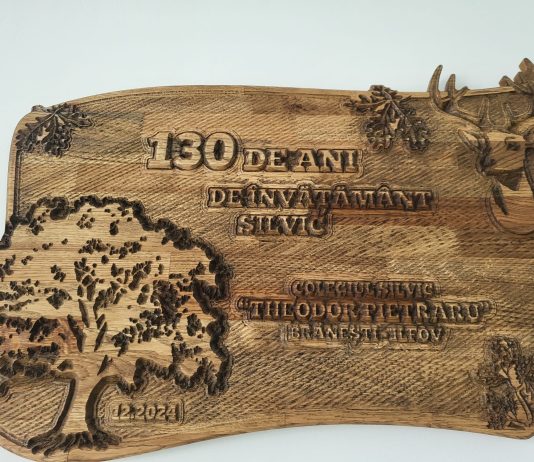 130 DE ANI
DE ÎNVĂȚĂMÂNT
SILVIC
COLEGIUL SILVIC
"THEODOR PIETRARU"
BRĂNEȘTI, ILFOV
12.2024